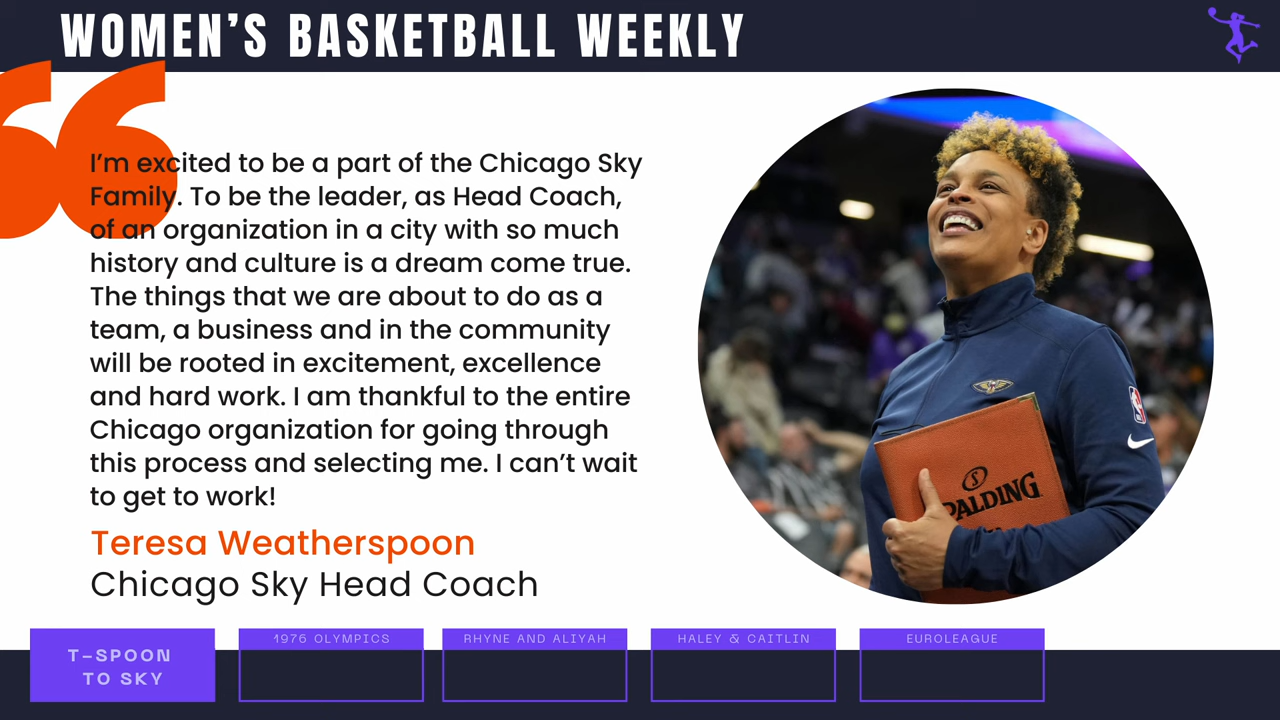 WOMEN'S BASKETBALL WEEKLY
I'm excited to be a part of the Chicago Sky
Family. To be the leader, as Head Coach,
of an organization in a city with so much
history and culture is a dream come true.
The things that we are about to do as a
team, a business and in the community
will be rooted in excitement, excellence
and hard work. I am thankful to the entire
Chicago organization for going through
this process and selecting me. I can't wait
to get to work!
Teresa Weatherspoon
Chicago Sky Head Coach
SPALDING
T-SPOON
TO SKY
1976 OLYMPICS
RHYNE AND ALIYAH
HALEY & CAITLIN
EUROLEAGUE